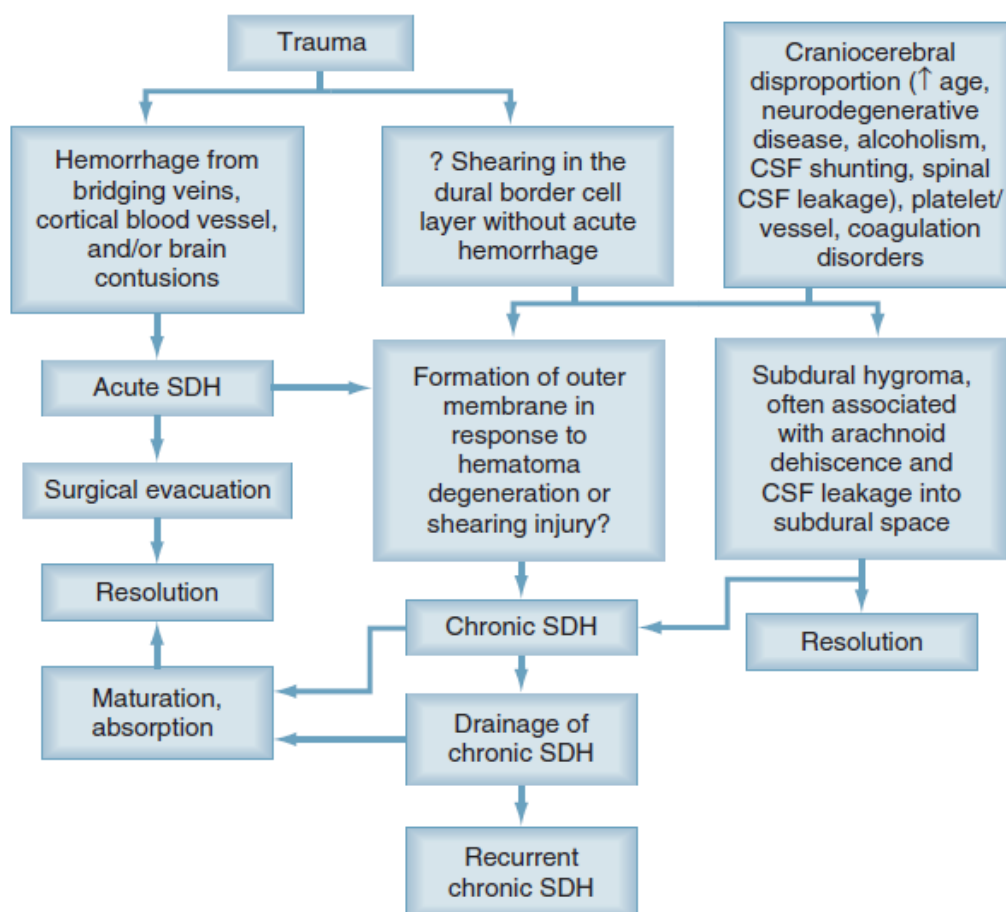 Trauma
Craniocerebral
disproportion (↑ age,
neurodegenerative
disease, alcoholism,
CSF shunting, spinal
CSF leakage), platelet/
vessel, coagulation
disorders
Hemorrhage from
bridging veins,
cortical blood vessel,
and/or brain
contusions
? Shearing in the
dural border cell
layer without acute
hemorrhage
Acute SDH
Formation of outer
membrane in
response to
hematoma
degeneration or
shearing injury?
Subdural hygroma,
often associated
with arachnoid
dehiscence and
CSF leakage into
subdural space
Surgical evacuation
Resolution
Chronic SDH
Resolution
Maturation,
absorption
Drainage of
chronic SDH
Recurrent
chronic SDH